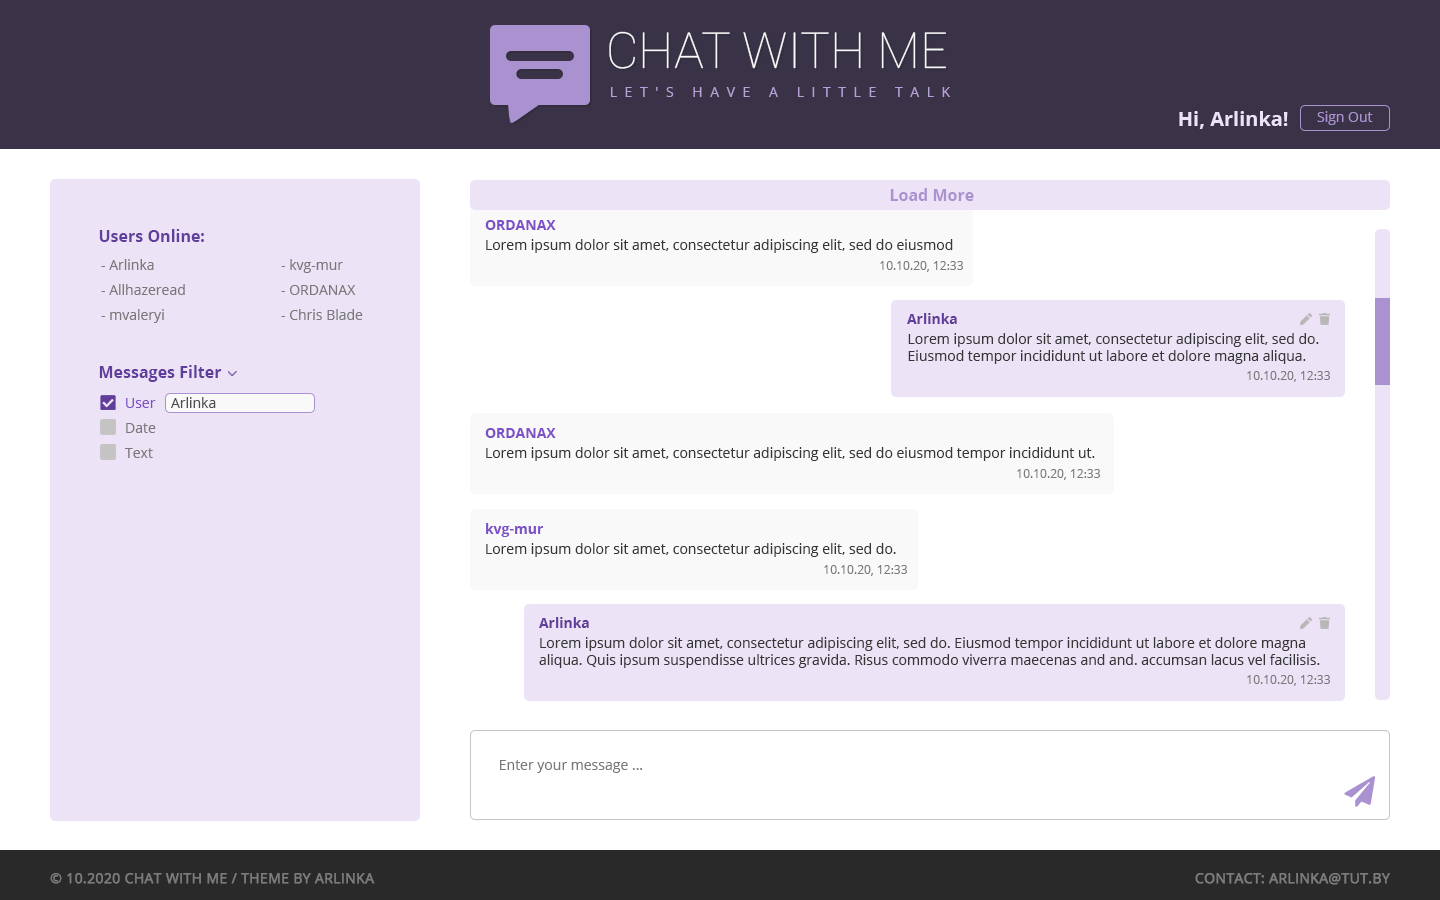 CHAT WITH ME
LET'S HAVE A LITTLE TALK
Hi, Arlinka!
Sign Out
Users Online:
- Arlinka
- kvg-mur
- Allhazeread
- ORDANAX
- mvaleryi
- Chris Blade
Messages Filter
User
Arlinka
Date
Text
Load More
ORDANAX
Lorem ipsum dolor sit amet, consectetur adipiscing elit, sed do eiusmod
10.10.20, 12:33
Arlinka
Lorem ipsum dolor sit amet, consectetur adipiscing elit, sed do.
Eiusmod tempor incididunt ut labore et dolore magna aliqua.
10.10.20, 12:33
ORDANAX
Lorem ipsum dolor sit amet, consectetur adipiscing elit, sed do eiusmod tempor incididunt ut.
10.10.20, 12:33
kvg-mur
Lorem ipsum dolor sit amet, consectetur adipiscing elit, sed do.
10.10.20, 12:33
Arlinka
Lorem ipsum dolor sit amet, consectetur adipiscing elit, sed do. Eiusmod tempor incididunt ut labore et dolore magna
aliqua. Quis ipsum suspendisse ultrices gravida. Risus commodo viverra maecenas and and. accumsan lacus vel facilisis.
10.10.20, 12:33
Enter your message ...
© 10.2020 CHAT WITH ME / THEME BY ARLINKA
CONTACT: ARLINKA@TUT.BY